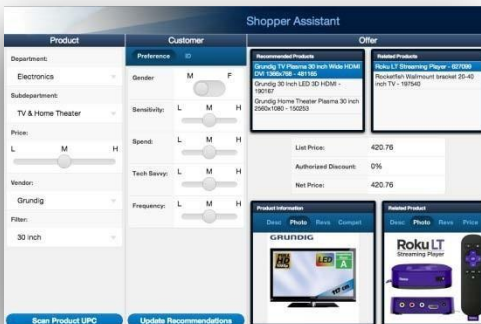 Shopper Assistant
Product
Customer
Offer
Department:
Electronics
Subdepartment:
TV & Home Theater
Price:
L M H
Vendor:
Grundig
Filter:
30 inch
Scan Product UPC
Preference ID
Gender M F
Sensitivity: L M H
Spend: L M H
Tech Savvy: L M H
Frequency: L M H
Update Recommendations
Recommended Products
Grundig TV Plasma 30 inch Wide HDMI
DVI 1366x768 - 481165
Grundig 30 inch LED 3D HDMI -
190187
Grundig Home Theater Plasma 30 inch
2560x1080 - 150253
Related Products
Roku LT Streaming Player - 627099
Rocketfish Wallmount bracket 20-40
inch TV - 197540
List Price: 420.76
Authorized Discount: 0%
Net Price: 420.76
Product Information
Desc Photo Revs Compet
GRUNDIG
HD
LED
A
117 cm
Related Product
Desc Photo Revs Price
Roku LT
Streaming Player